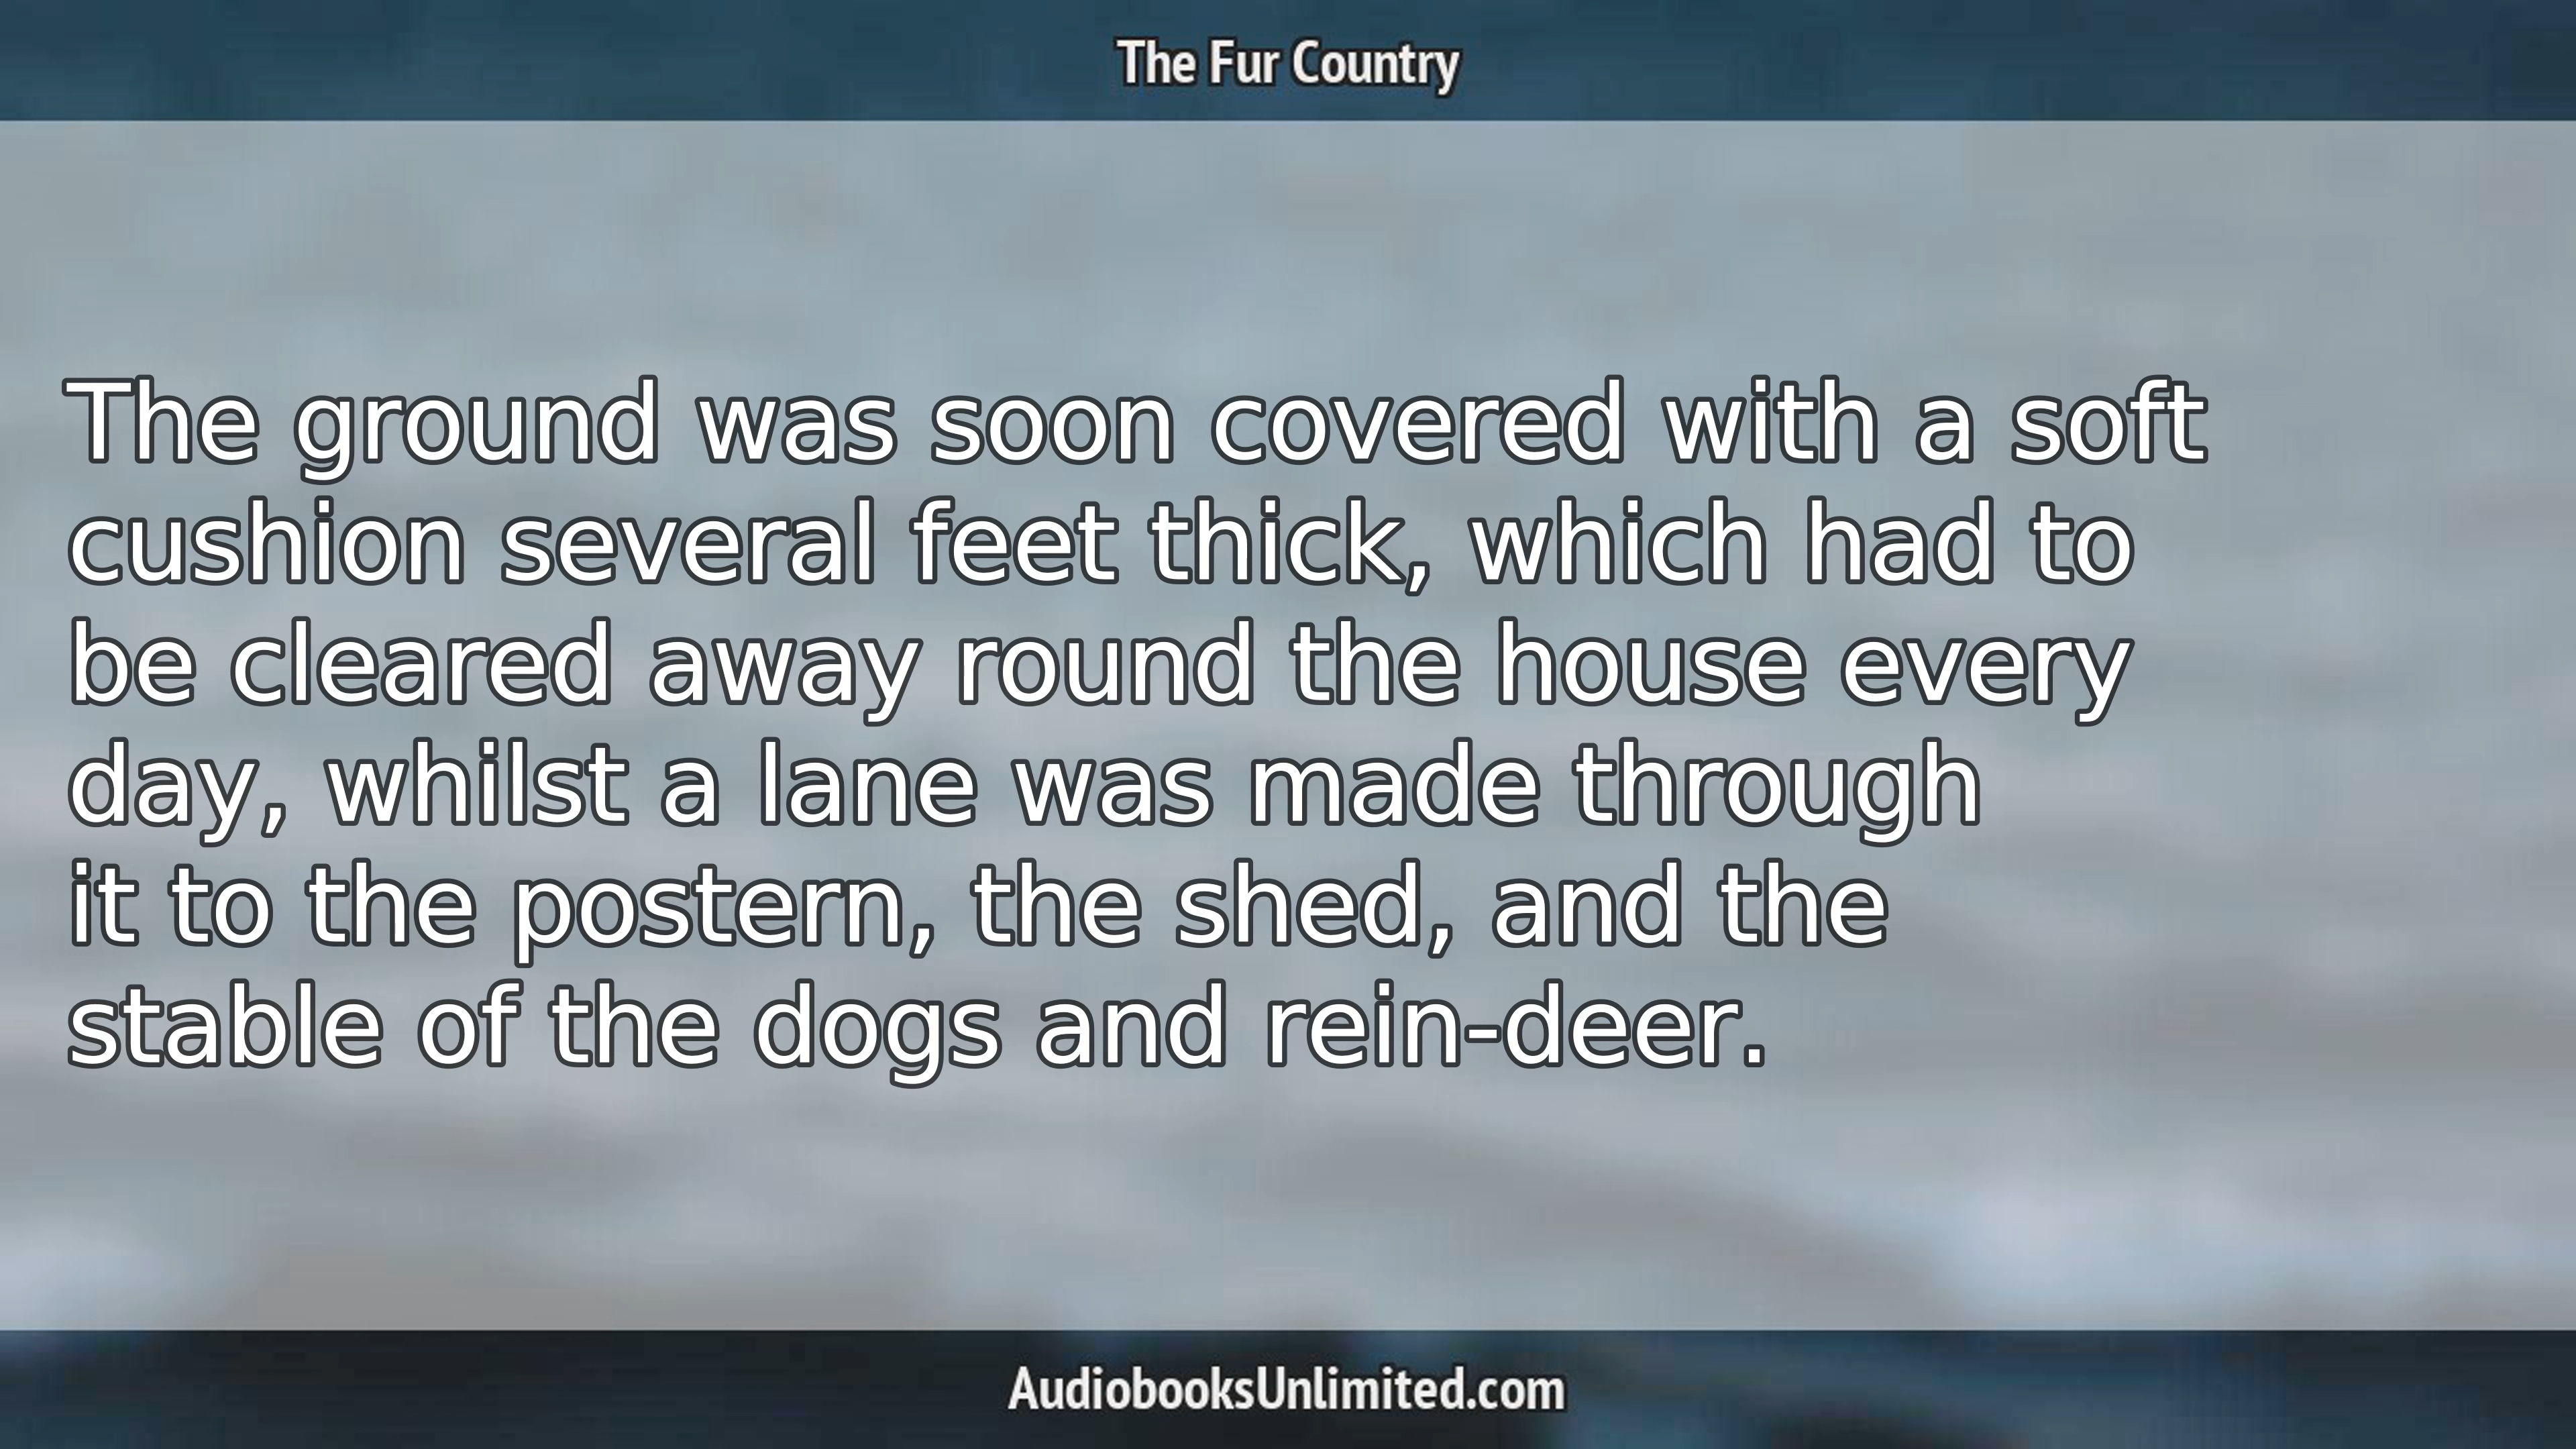 The Fur Country
The ground was soon covered with a soft
cushion several feet thick, which had to
be cleared away round the house every
day, whilst a lane was made through
it to the postern, the shed, and the
stable of the dogs and rein-deer.
AudiobooksUnlimited.com